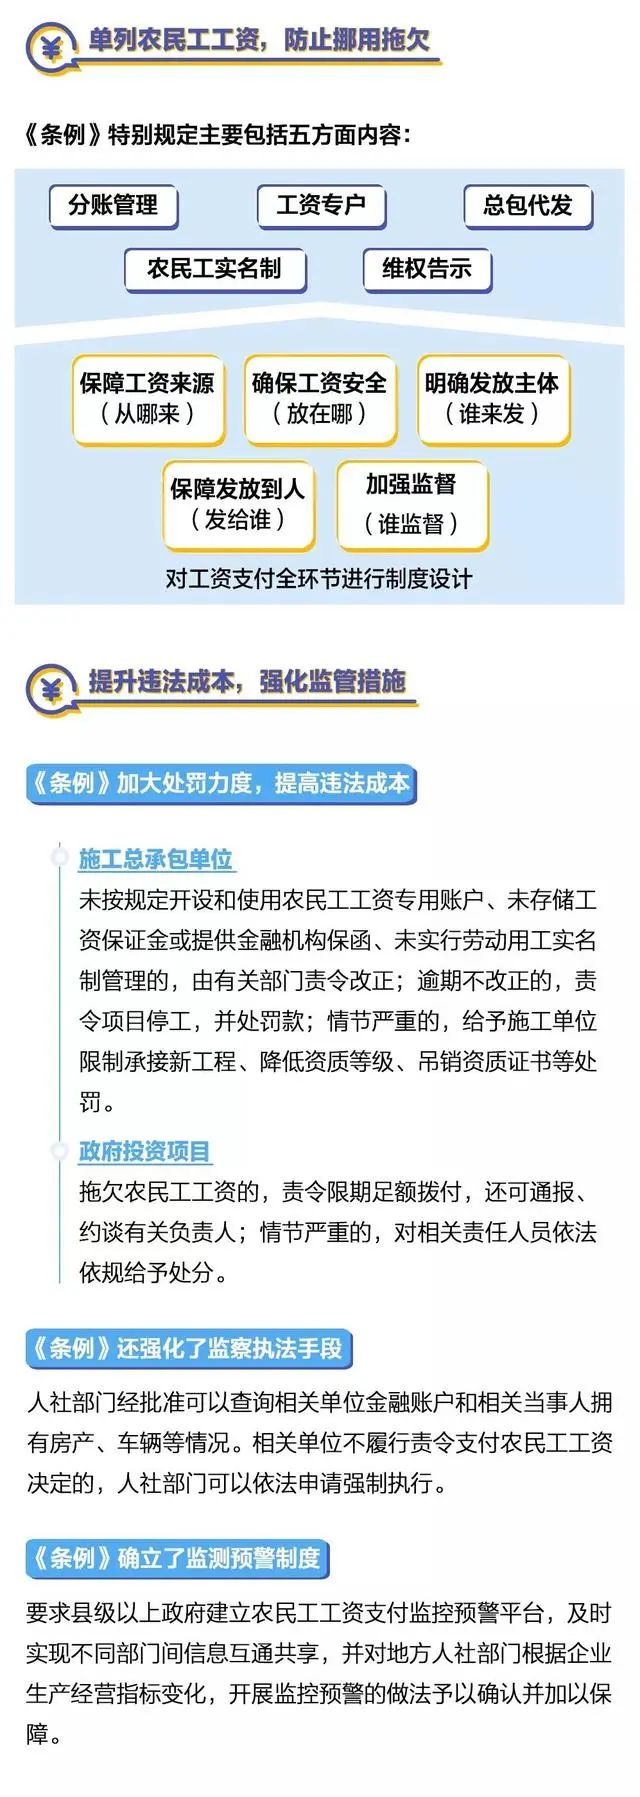 单列农民工工资，防止挪用拖欠
《条例》特别规定主要包括五方面内容：
分账管理 工资专户 总包代发
农民工实名制 维权告示
保障工资来源 确保工资安全 明确发放主体
（从哪来） （放在哪） （谁来发）
保障发放到人 加强监督
（发给谁） （谁监督）
对工资支付全环节进行制度设计
提升违法成本，强化监管措施
《条例》加大处罚力度，提高违法成本
施工总承包单位
未按规定开设和使用农民工工资专用账户、未存储工
资保证金或提供金融机构保函、未实行劳动用工实名
制管理的，由有关部门责令改正；逾期不改正的，责
令项目停工，并处罚款；情节严重的，给予施工单位
限制承接新工程、降低资质等级、吊销资质证书等处
罚。
政府投资项目
拖欠农民工工资的，责令限期足额拨付，还可通报、
约谈有关负责人；情节严重的，对相关责任人员依法
依规给予处分。
《条例》还强化了监察执法手段
人社部门经批准可以查询相关单位金融账户和相关当事人拥
有房产、车辆等情况。相关单位不履行责令支付农民工工资
决定的，人社部门可以依法申请强制执行。
《条例》确立了监测预警制度
要求县级以上政府建立农民工工资支付监控预警平台，及时
实现不同部门间信息互通共享，并对地方人社部门根据企业
生产经营指标变化，开展监控预警的做法予以确认并加以保
障。